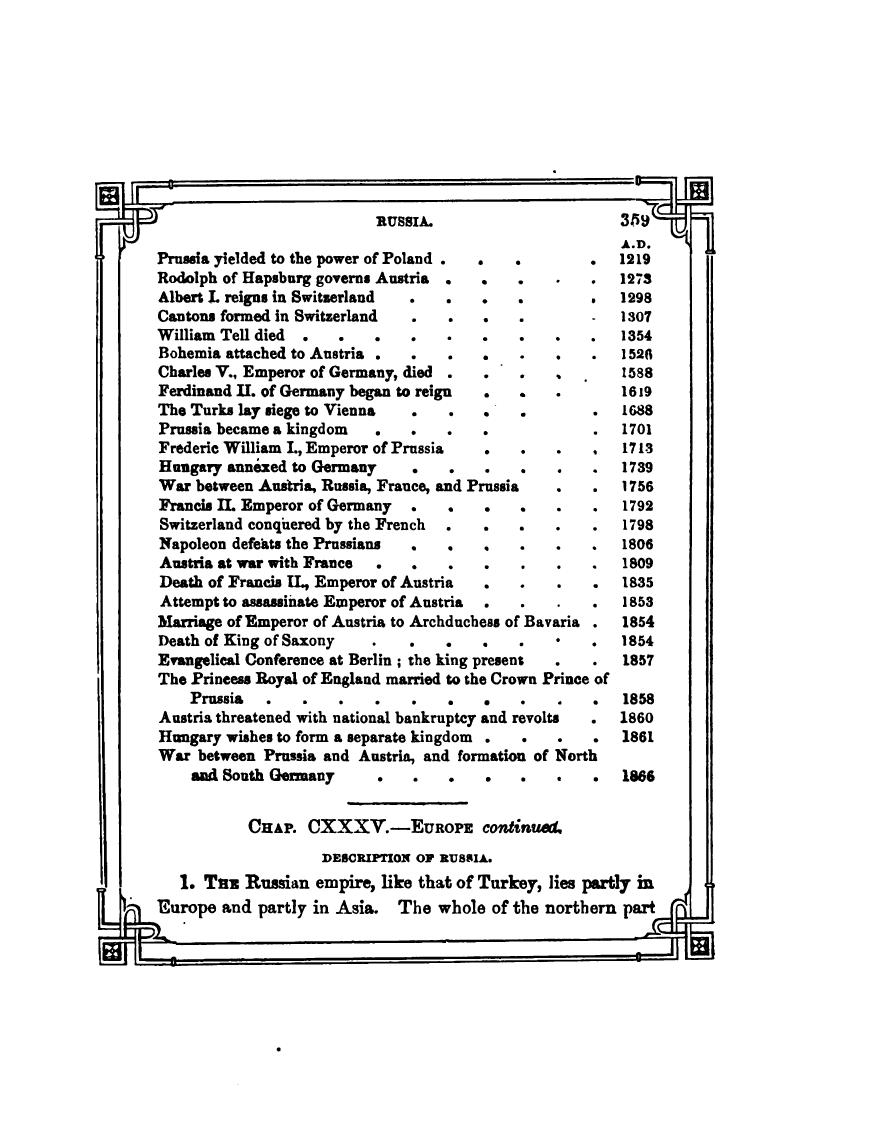 RUSSIA. 359
A.D.
Prussia yielded to the power of Poland . . . . 1219
Rodolph of Hapsburg governs Austria . . . . . 1273
Albert I. reigns in Switzerland . . . . . 1298
Cantons formed in Switzerland . . . . . 1307
William Tell died . . . . . . . . . 1354
Bohemia attached to Austria . . . . . . . 1526
Charles V., Emperor of Germany, died . . . . . 1588
Ferdinand II. of Germany began to reign . . . 1619
The Turks lay siege to Vienna . . . . . 1688
Prussia became a kingdom . . . . . 1701
Frederic William I., Emperor of Prussia . . . . 1713
Hungary annexed to Germany . . . . . . 1739
War between Austria, Russia, France, and Prussia . . 1756
Francis II. Emperor of Germany . . . . . . 1792
Switzerland conquered by the French . . . . . 1798
Napoleon defeats the Prussians . . . . . . 1806
Austria at war with France . . . . . . . 1809
Death of Francis II., Emperor of Austria . . . . 1835
Attempt to assassinate Emperor of Austria . . . . 1853
Marriage of Emperor of Austria to Archduchess of Bavaria . 1854
Death of King of Saxony . . . . . . . 1854
Evangelical Conference at Berlin ; the king present . . 1857
The Princess Royal of England married to the Crown Prince of
Prussia . . . . . . . . . . 1858
Austria threatened with national bankruptcy and revolts . 1860
Hungary wishes to form a separate kingdom . . . . 1861
War between Prussia and Austria, and formation of North
and South Germany . . . . . . . 1866
CHAP. CXXXV.—EUROPE continued.
DESCRIPTION OF RUSSIA.
1. THE Russian empire, like that of Turkey, lies partly in
Europe and partly in Asia. The whole of the northern part